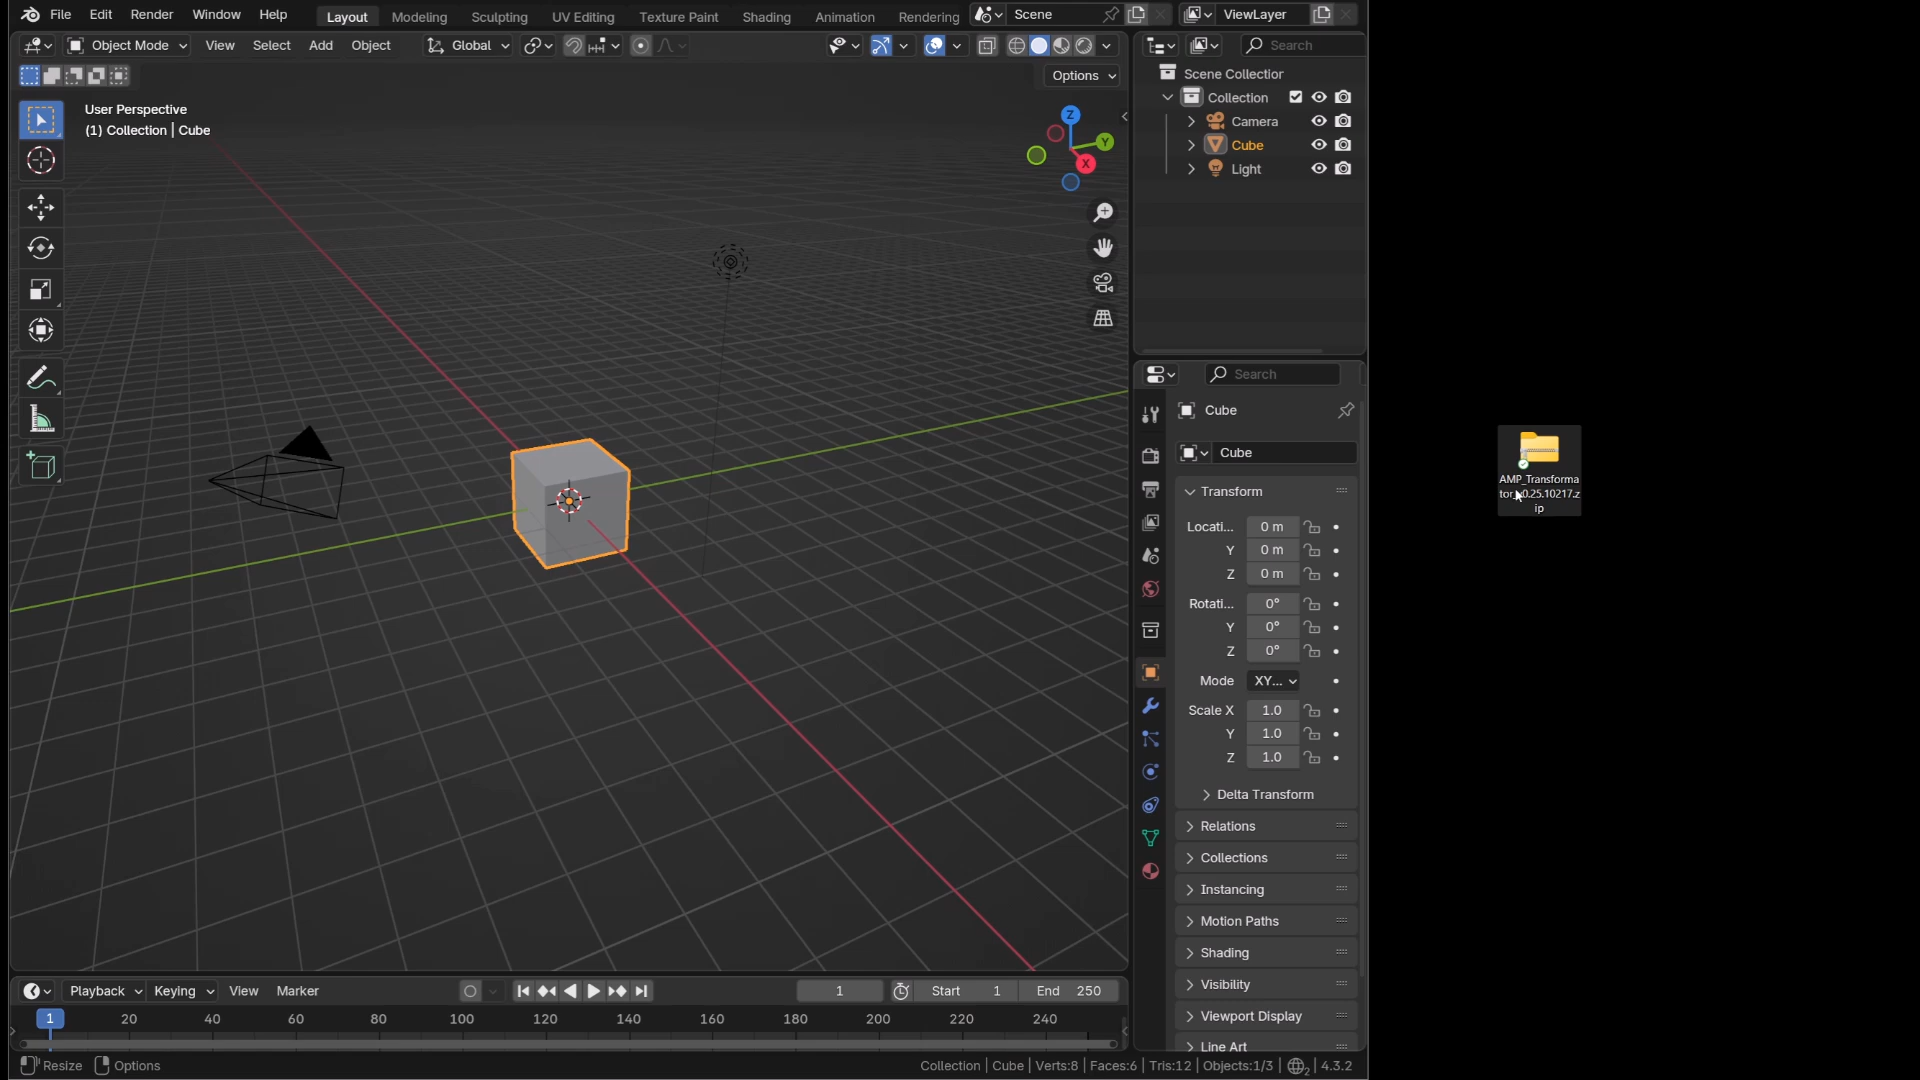 File Edit Render Window Help Layout Modeling Sculpting UV Editing Texture Paint Shading Animation Rendering Scene ViewLayer
Object Mode View Select Add Object Global Search
Options
User Perspective
(1) Collection | Cube
Z
Y
X
Scene Collection
Collection
Camera
Cube
Light
Search
Cube
Cube
Transform
Locati... 0 m
Y 0 m
Z 0 m
Rotati... 0°
Y 0°
Z 0°
Mode XY...
Scale X 1.0
Y 1.0
Z 1.0
Delta Transform
Relations
Collections
Instancing
Motion Paths
Shading
Visibility
Viewport Display
Line Art
Playback Keying View Marker 1 Start 1 End 250
1 20 40 60 80 100 120 140 160 180 200 220 240
Resize Options Collection | Cube | Verts:8 | Faces:6 | Tris:12 | Objects:1/3 | 2 | 4.3.2
AMP_Transforma
ip